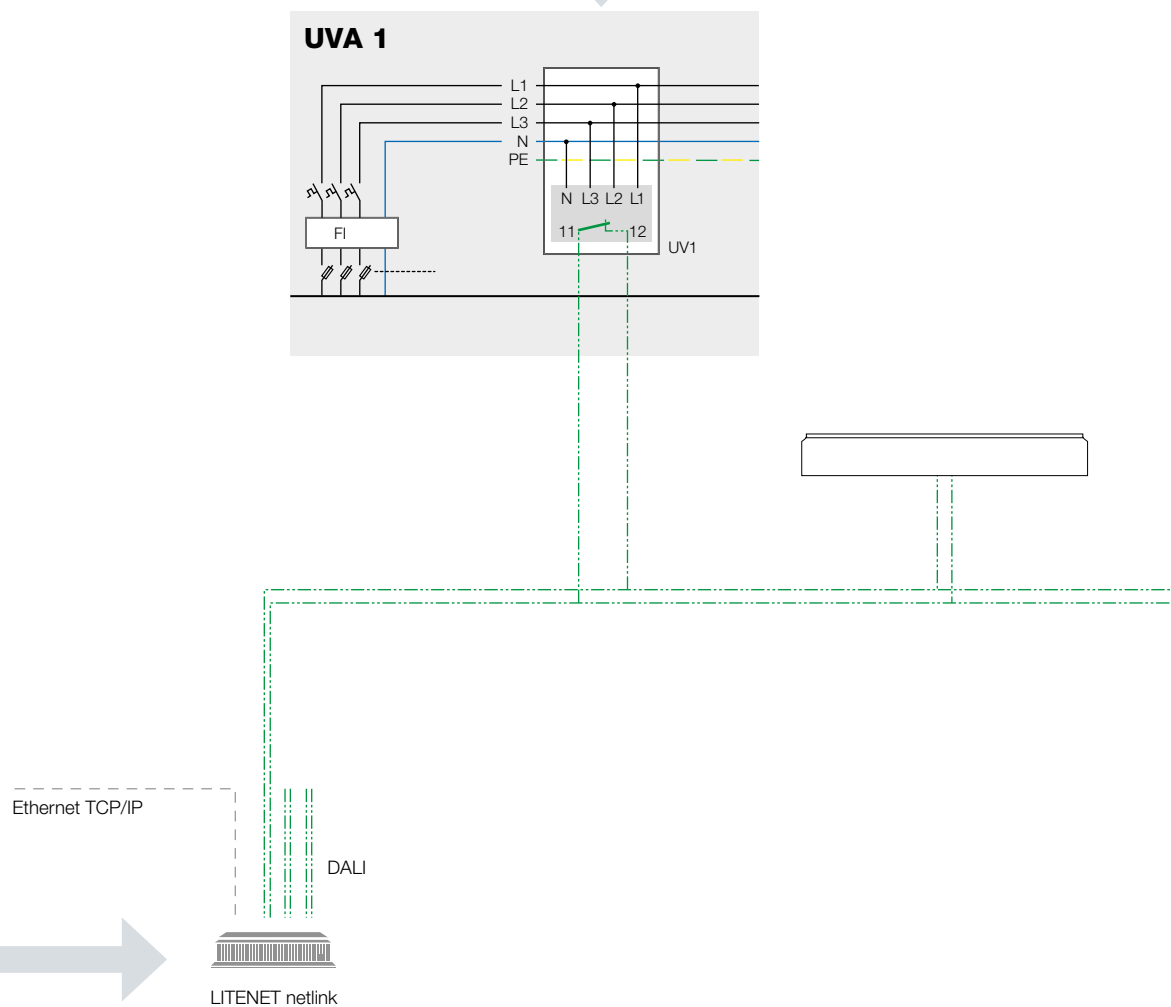 UVA 1
L1
L2
L3
N
PE
N L3 L2 L1
11 12
UV1
FI
Ethernet TCP/IP
DALI
LITENET netlink